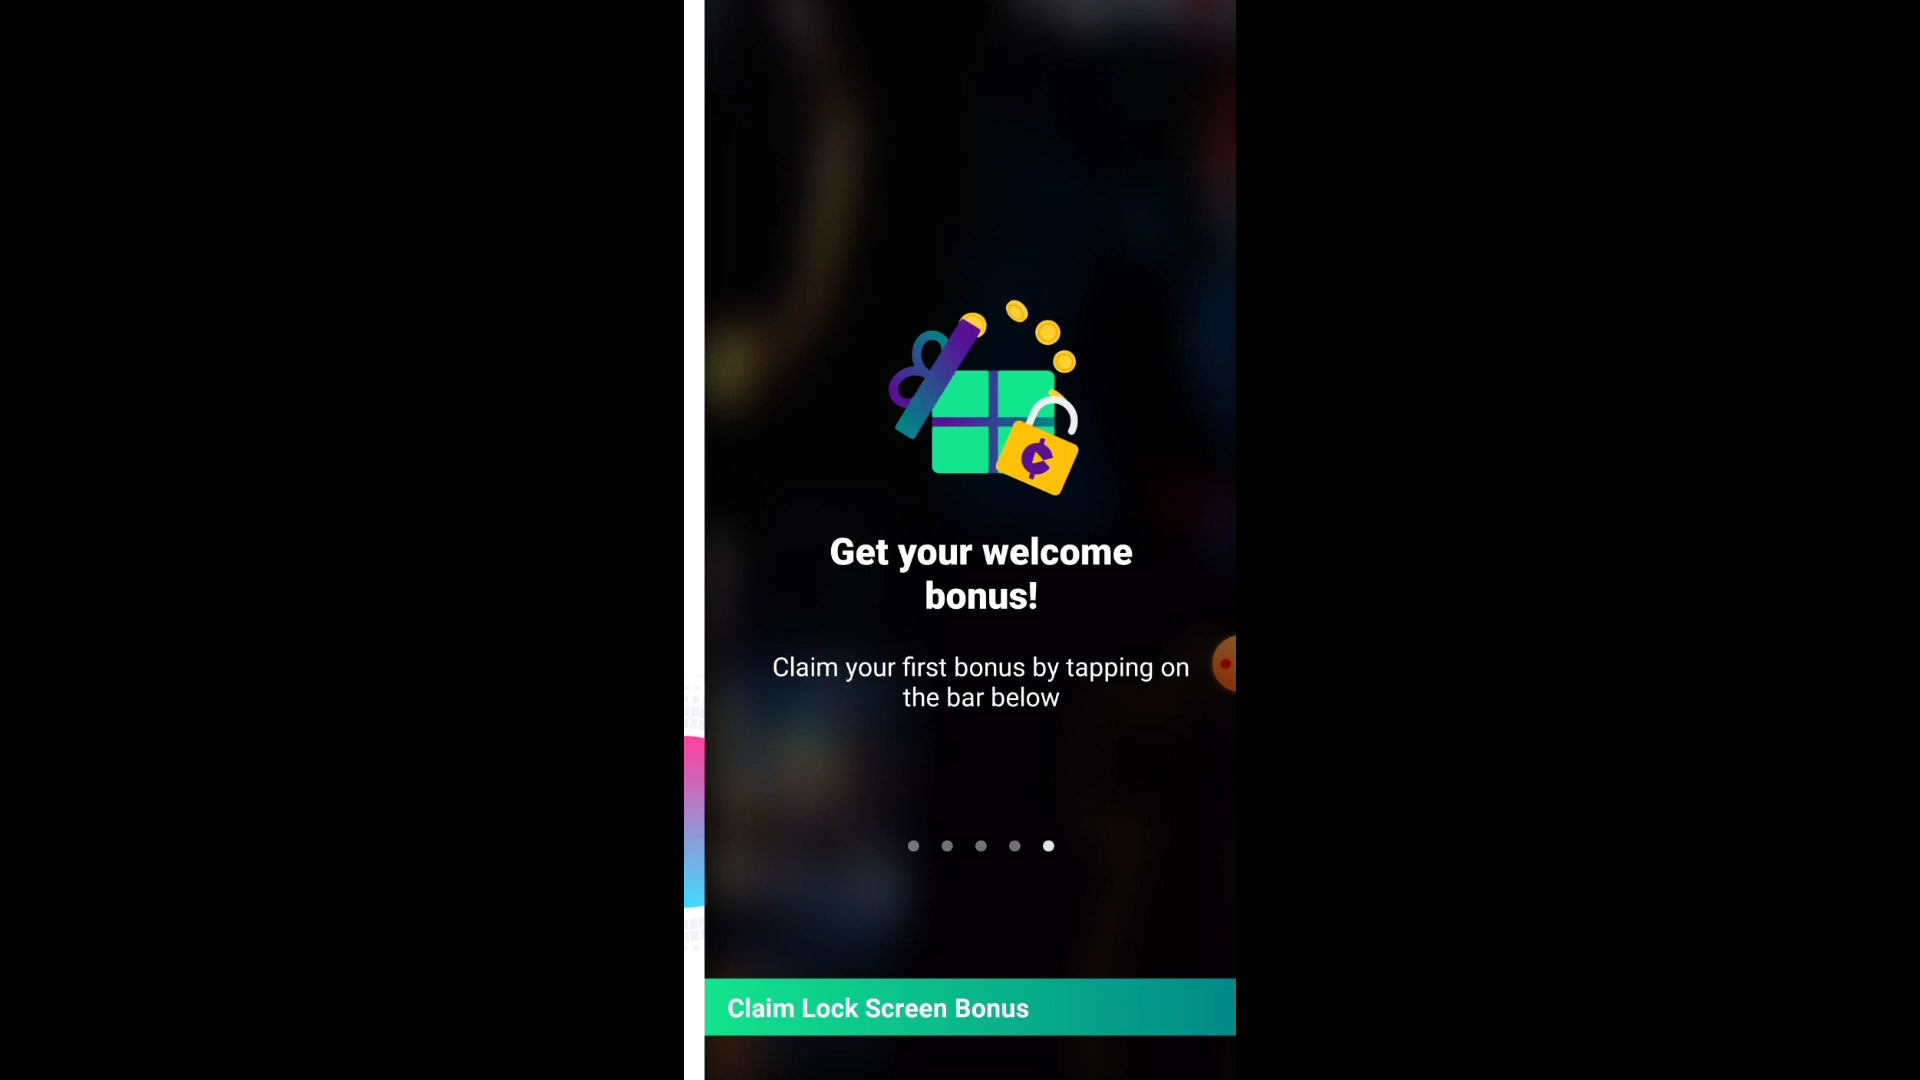 Get your welcome
bonus!
Claim your first bonus by tapping on
the bar below
Claim Lock Screen Bonus